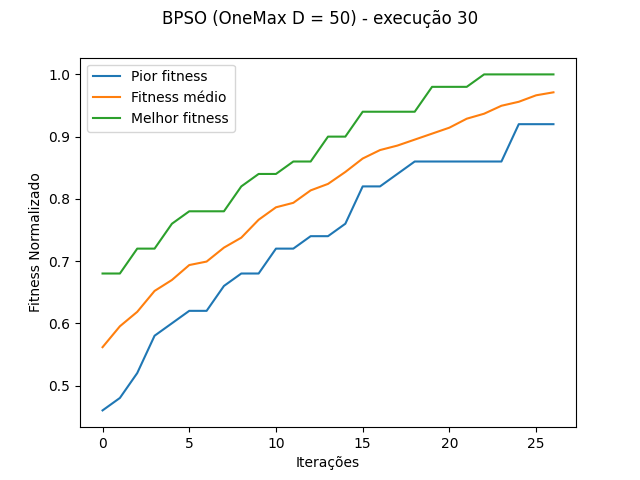 BPSO (OneMax D = 50) - execução 30
Pior fitness
Fitness médio
Melhor fitness
Fitness Normalizado
1.0
0.9
0.8
0.7
0.6
0.5
0 5 10 15 20 25
Iterações